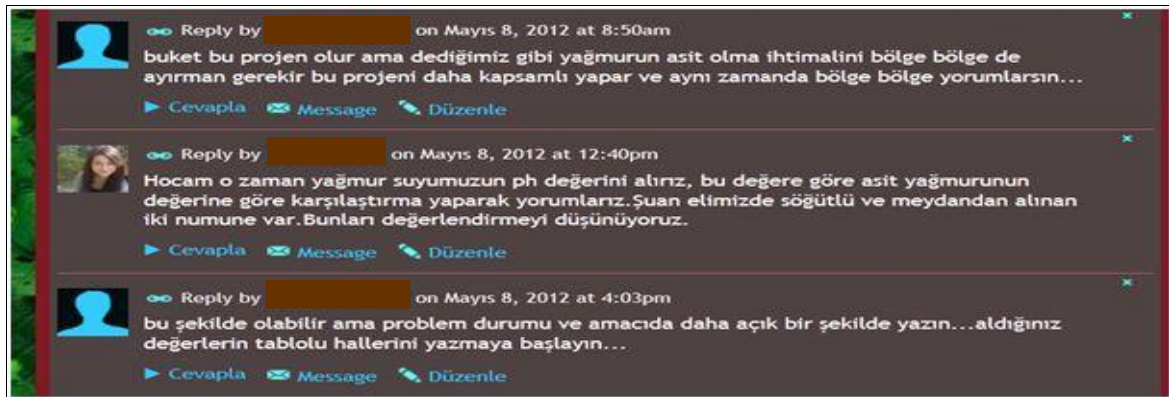 Reply by on Mayıs 8, 2012 at 8:50am
buket bu projen olur ama dediğimiz gibi yağmurun asit olma ihtimalini bölge bölge de
ayırman gerekir bu projeni daha kapsamlı yapar ve aynı zamanda bölge bölge yorumlarsın...
Cevapla Message Düzenle
Reply by on Mayıs 8, 2012 at 12:40pm
Hocam o zaman yağmur suyumuzun ph değerini alırız, bu değere göre asit yağmurunun
değerine göre karşılaştırma yaparak yorumlarız.Şuan elimizde söğütlü ve meydandan alınan
iki numune var.Bunları değerlendirmeyi düşünüyoruz.
Cevapla Message Düzenle
Reply by on Mayıs 8, 2012 at 4:03pm
bu şekilde olabilir ama problem durumu ve amacıda daha açık bir şekilde yazın...aldığınız
değerlerin tablolu hallerini yazmaya başlayın...
Cevapla Message Düzenle